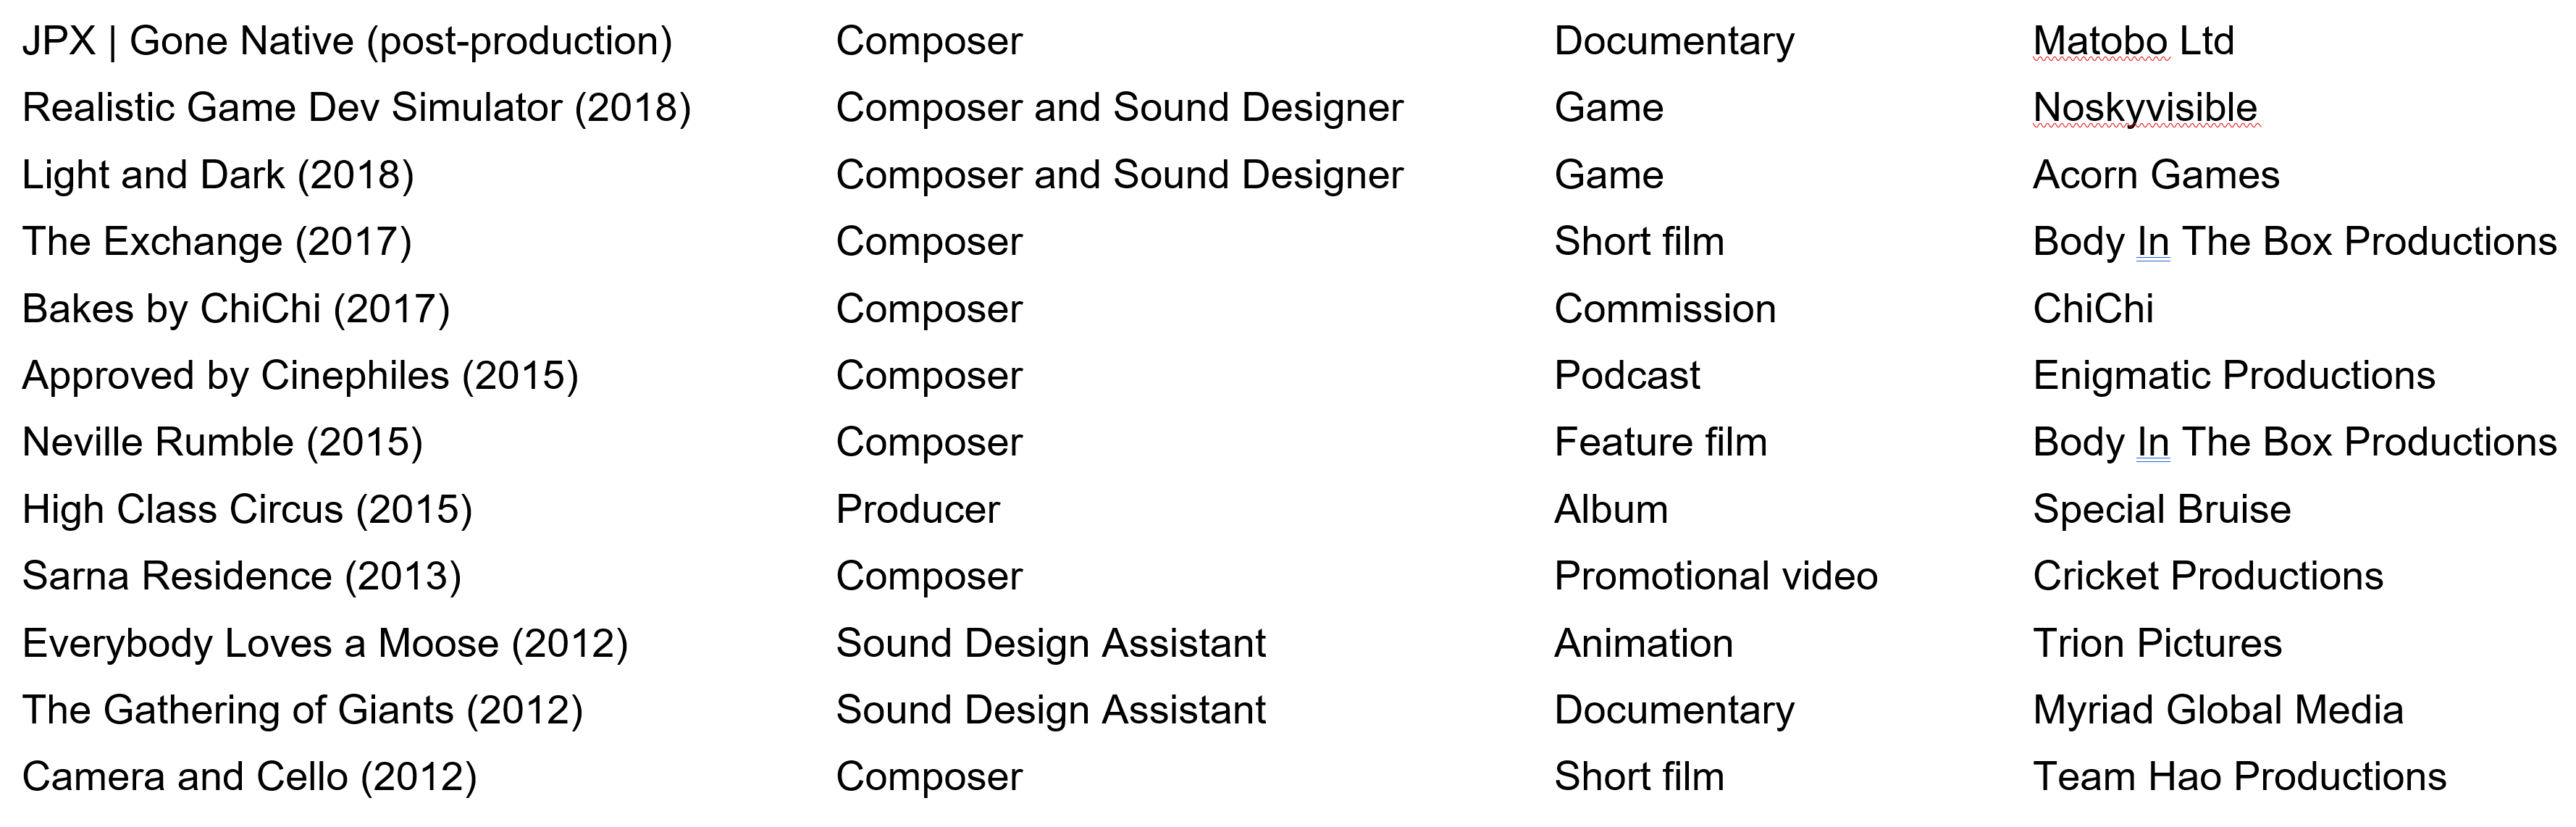 JPX | Gone Native (post-production) Composer Documentary Matobo Ltd
Realistic Game Dev Simulator (2018) Composer and Sound Designer Game Noskyvisible
Light and Dark (2018) Composer and Sound Designer Game Acorn Games
The Exchange (2017) Composer Short film Body In The Box Productions
Bakes by ChiChi (2017) Composer Commission ChiChi
Approved by Cinephiles (2015) Composer Podcast Enigmatic Productions
Neville Rumble (2015) Composer Feature film Body In The Box Productions
High Class Circus (2015) Producer Album Special Bruise
Sarna Residence (2013) Composer Promotional video Cricket Productions
Everybody Loves a Moose (2012) Sound Design Assistant Animation Trion Pictures
The Gathering of Giants (2012) Sound Design Assistant Documentary Myriad Global Media
Camera and Cello (2012) Composer Short film Team Hao Productions